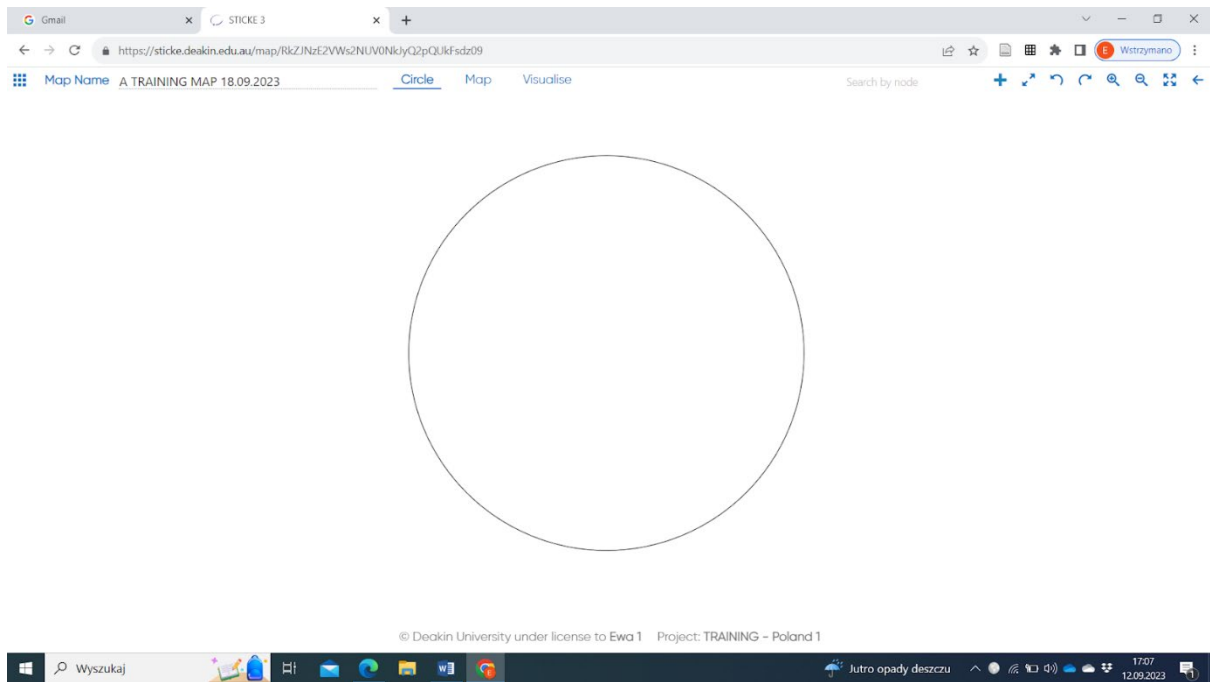 Gmail STICKE 3
https://sticke.deakin.edu.au/map/RkZJNzE2VWs2NUV0NkJyQ2pQUkFsdz09 E Wstrzymano
Map Name A TRAINING MAP 18.09.2023 Circle Map Visualise Search by node
© Deakin University under license to Ewa 1 Project: TRAINING - Poland 1
Wyszukaj Jutro opady deszczu 17:07
12.09.2023 1